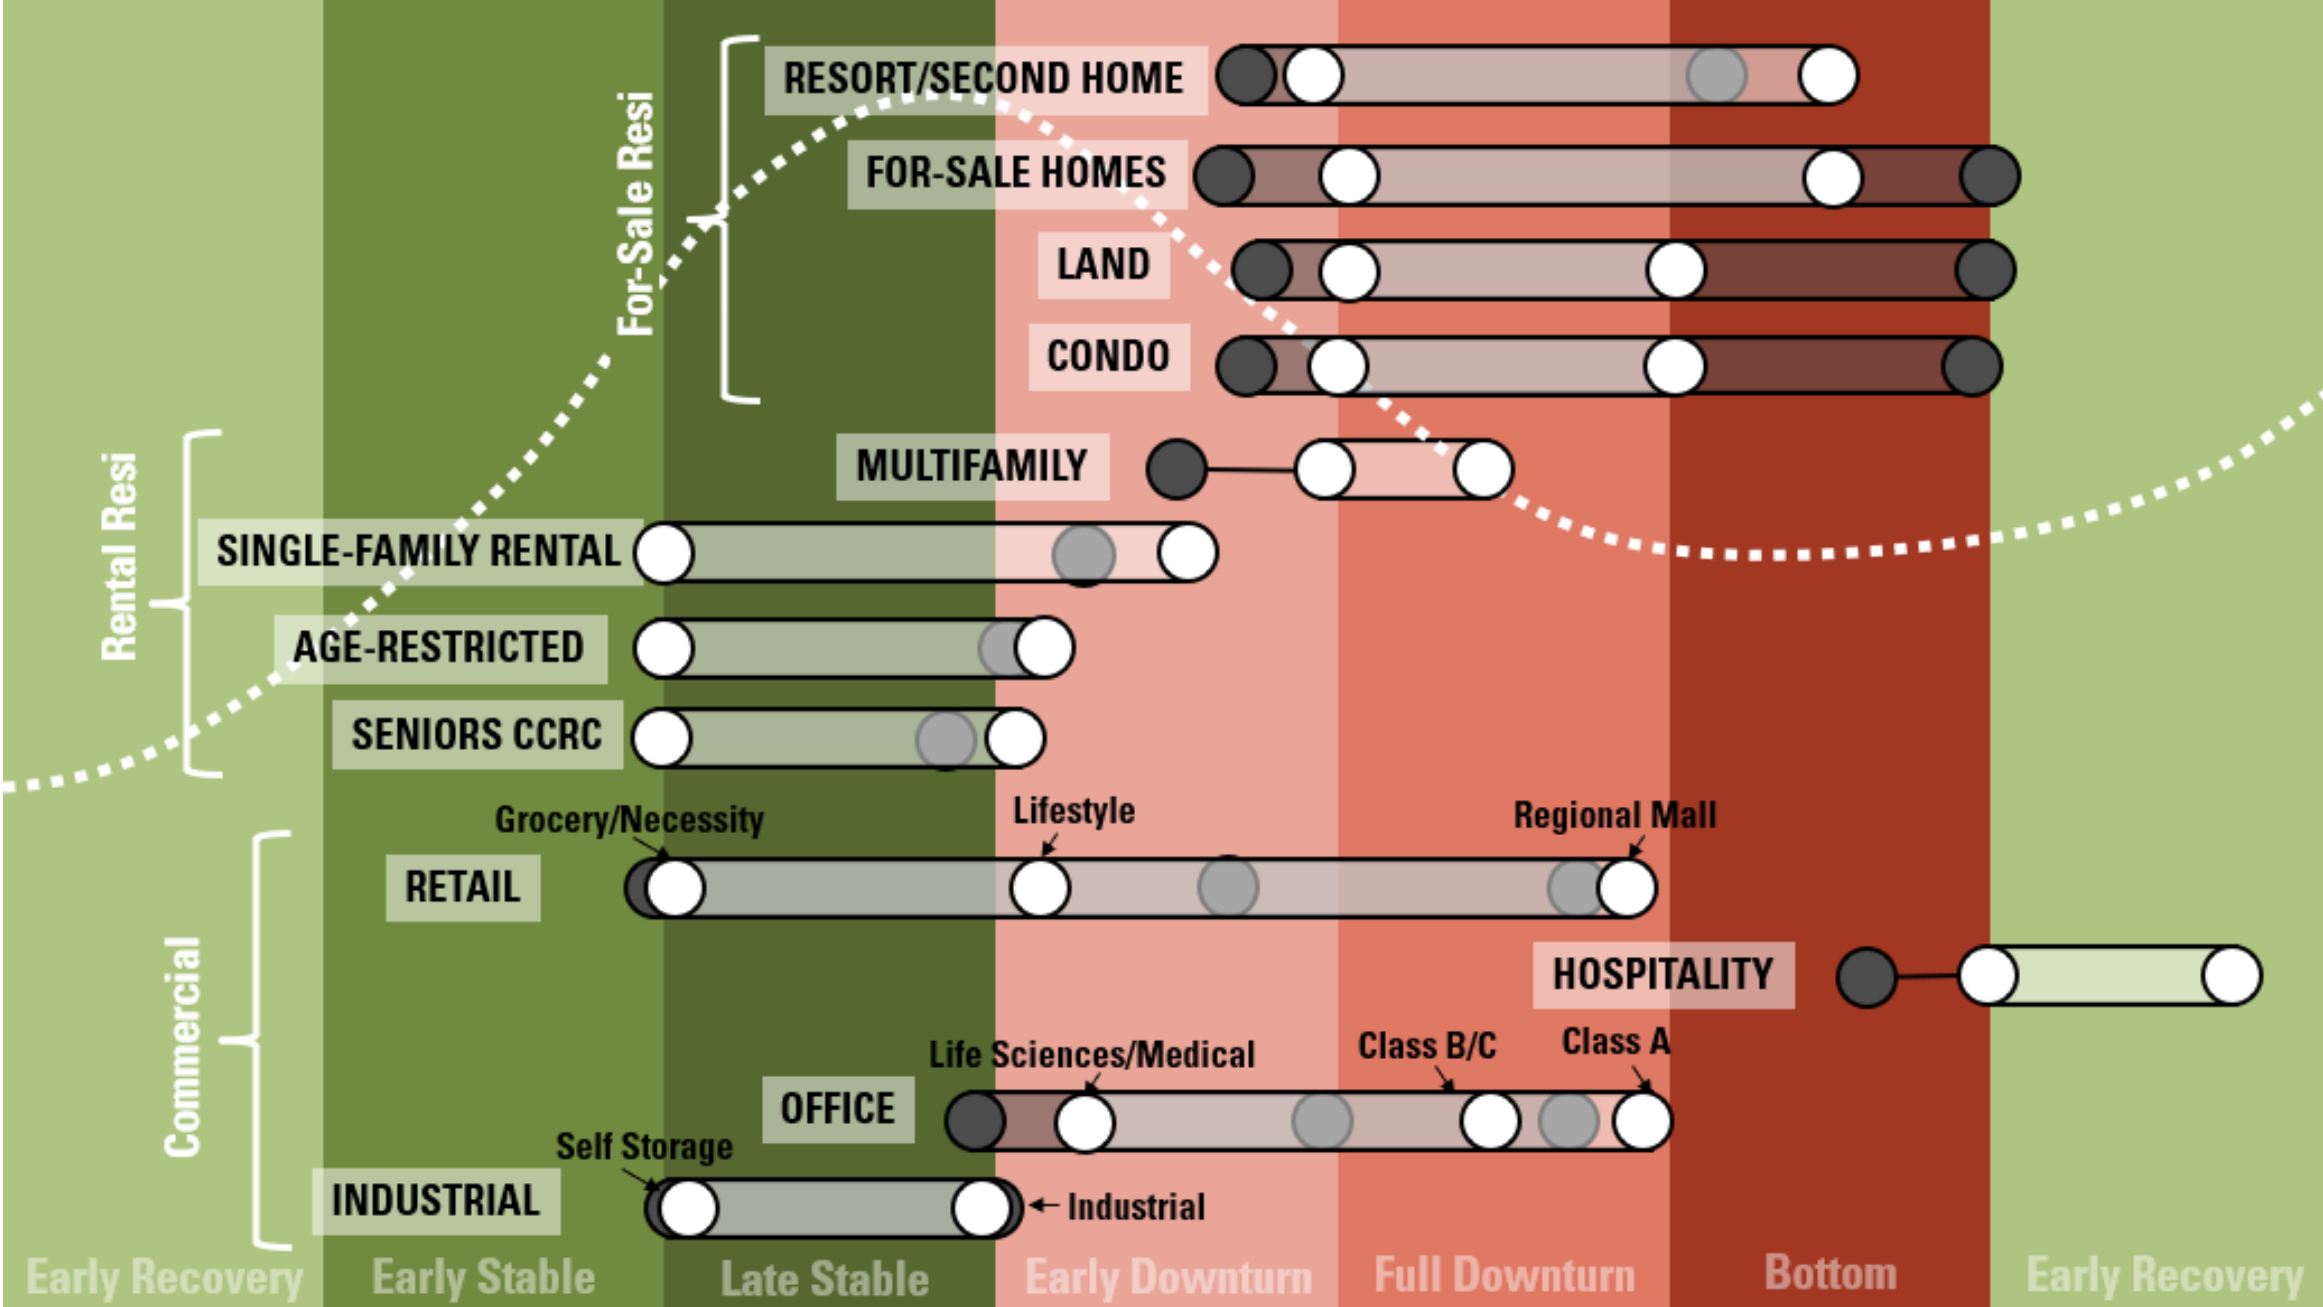 RESORT/SECOND HOME
FOR-SALE HOMES
LAND
CONDO
For-Sale Resi
MULTIFAMILY
SINGLE-FAMILY RENTAL
AGE-RESTRICTED
SENIORS CCRC
Rental Resi
Grocery/Necessity
Lifestyle
Regional Mall
RETAIL
HOSPITALITY
Life Sciences/Medical
Class B/C
Class A
OFFICE
Self Storage
INDUSTRIAL
Industrial
Commercial
Early Recovery
Early Stable
Late Stable
Early Downturn
Full Downturn
Bottom
Early Recovery